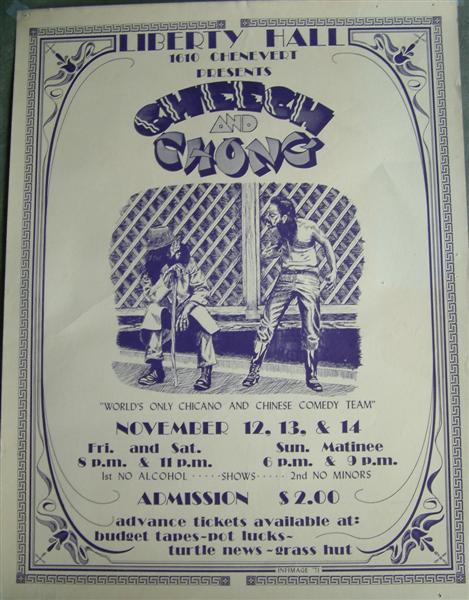 LIBERTY HALL
1610 CHENEVERT
PRESENTS
CHEECH
AND
CHONG
"WORLD'S ONLY CHICANO AND CHINESE COMEDY TEAM"
NOVEMBER 12, 13, & 14
Fri. and Sat. Sun. Matinee
8 p.m. & 11 p.m. 6 p.m. & 9 p.m.
1st NO ALCOHOL ·····SHOWS····· 2nd NO MINORS
ADMISSION $2.00
advance tickets available at:
budget tapes-pot lucks-
turtle news-grass hut
INFIMAGE '71